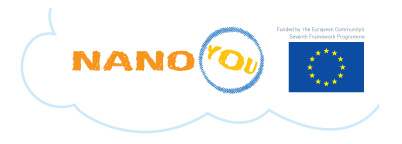 Funded by the European Community's
Seventh Framework Programme
NANO YOU